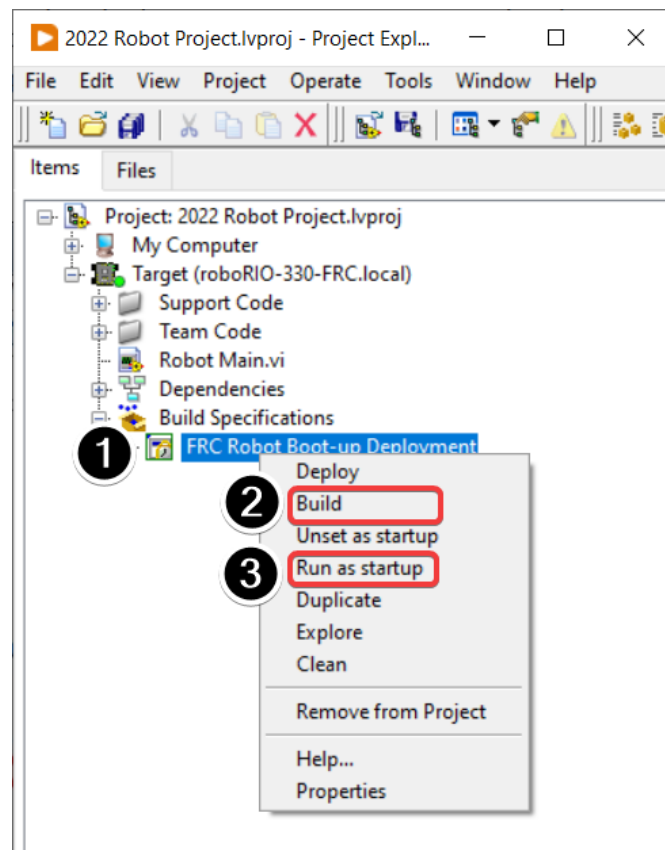 2022 Robot Project.lvproj - Project Expl...
File Edit View Project Operate Tools Window Help
Items Files
Project: 2022 Robot Project.lvproj
My Computer
Target (roboRIO-330-FRC.local)
Support Code
Team Code
Robot Main.vi
Dependencies
Build Specifications
1 FRC Robot Boot-up Deployment
Deploy
2 Build
Unset as startup
3 Run as startup
Duplicate
Explore
Clean
Remove from Project
Help...
Properties